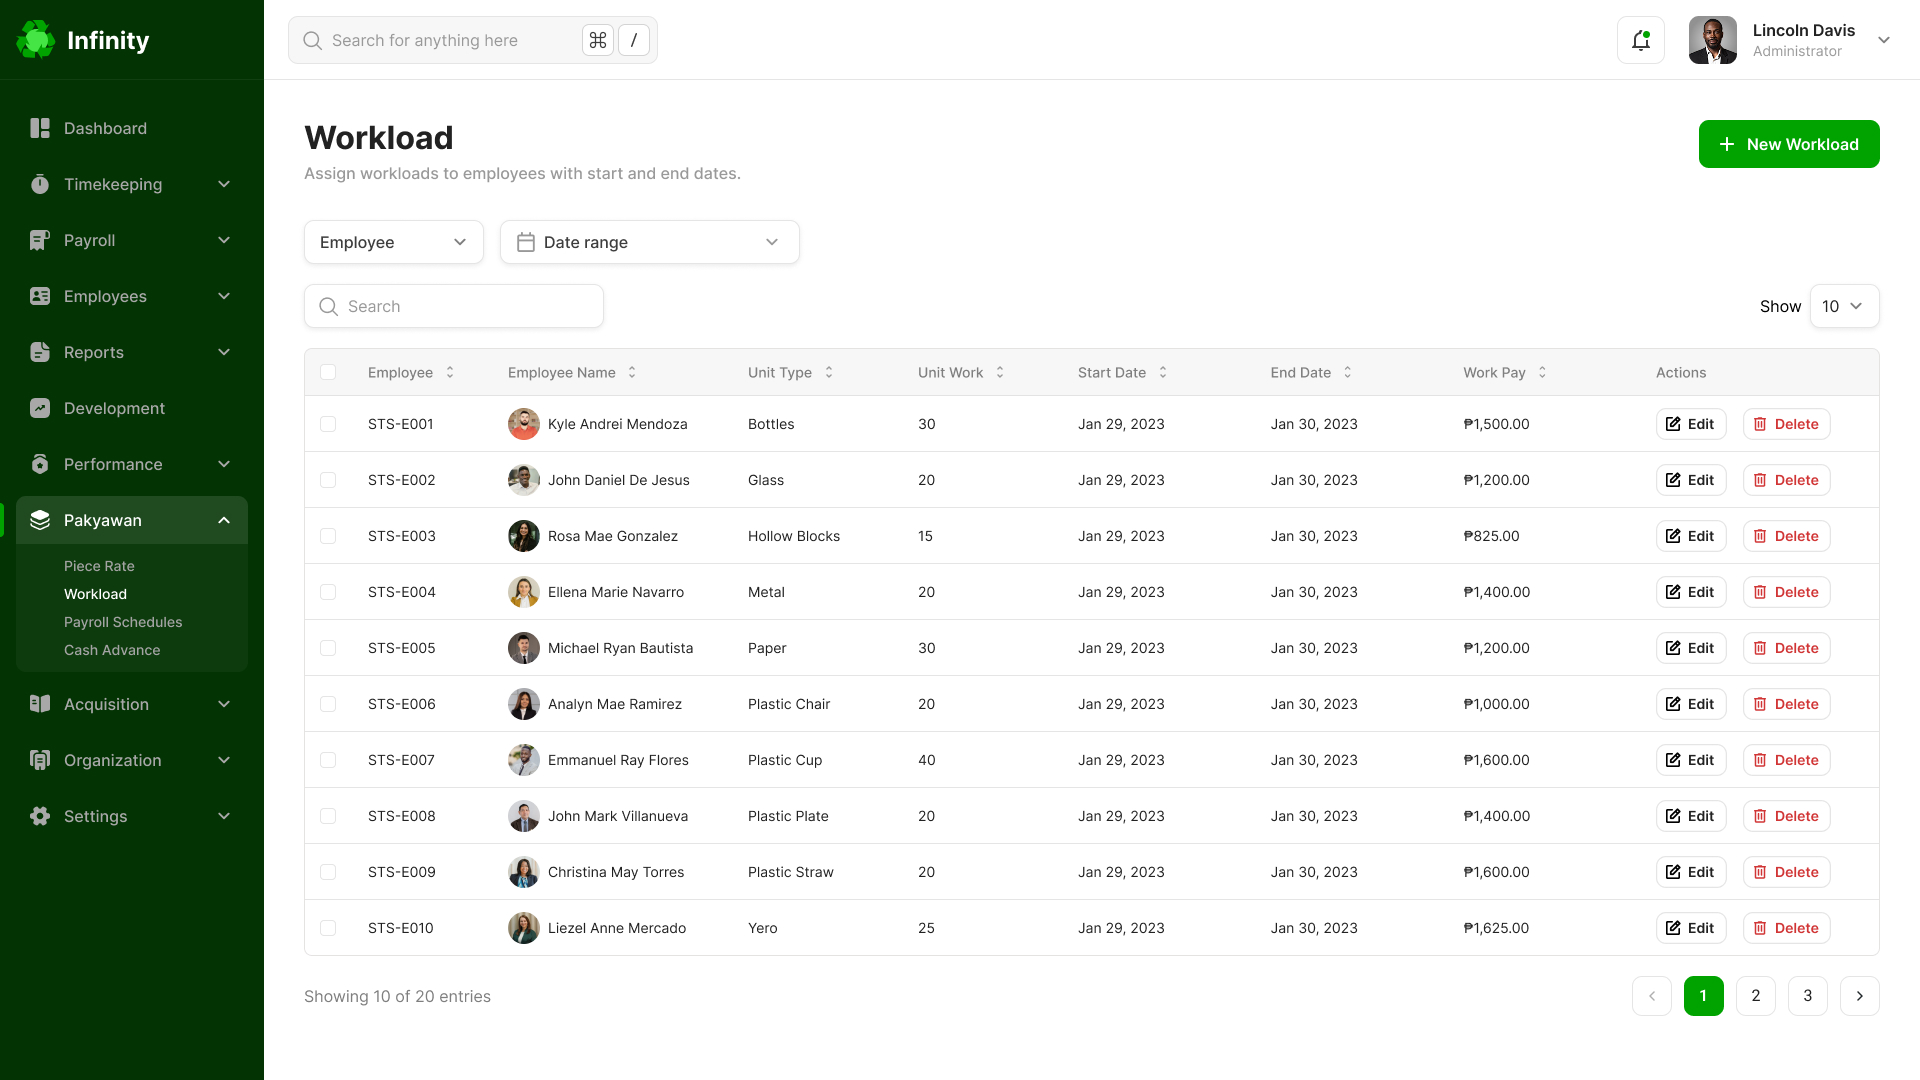 Infinity
Search for anything here
⌘ /
Lincoln Davis
Administrator
Dashboard
Timekeeping
Payroll
Employees
Reports
Development
Performance
Pakyawan
Piece Rate
Workload
Payroll Schedules
Cash Advance
Acquisition
Organization
Settings
Workload
Assign workloads to employees with start and end dates.
New Workload
Employee
Date range
Search
Show 10
Employee Employee Name Unit Type Unit Work Start Date End Date Work Pay Actions
STS-E001 Kyle Andrei Mendoza Bottles 30 Jan 29, 2023 Jan 30, 2023 ₱1,500.00 Edit Delete
STS-E002 John Daniel De Jesus Glass 20 Jan 29, 2023 Jan 30, 2023 ₱1,200.00 Edit Delete
STS-E003 Rosa Mae Gonzalez Hollow Blocks 15 Jan 29, 2023 Jan 30, 2023 ₱825.00 Edit Delete
STS-E004 Ellena Marie Navarro Metal 20 Jan 29, 2023 Jan 30, 2023 ₱1,400.00 Edit Delete
STS-E005 Michael Ryan Bautista Paper 30 Jan 29, 2023 Jan 30, 2023 ₱1,200.00 Edit Delete
STS-E006 Analyn Mae Ramirez Plastic Chair 20 Jan 29, 2023 Jan 30, 2023 ₱1,000.00 Edit Delete
STS-E007 Emmanuel Ray Flores Plastic Cup 40 Jan 29, 2023 Jan 30, 2023 ₱1,600.00 Edit Delete
STS-E008 John Mark Villanueva Plastic Plate 20 Jan 29, 2023 Jan 30, 2023 ₱1,400.00 Edit Delete
STS-E009 Christina May Torres Plastic Straw 20 Jan 29, 2023 Jan 30, 2023 ₱1,600.00 Edit Delete
STS-E010 Liezel Anne Mercado Yero 25 Jan 29, 2023 Jan 30, 2023 ₱1,625.00 Edit Delete
Showing 10 of 20 entries
1 2 3